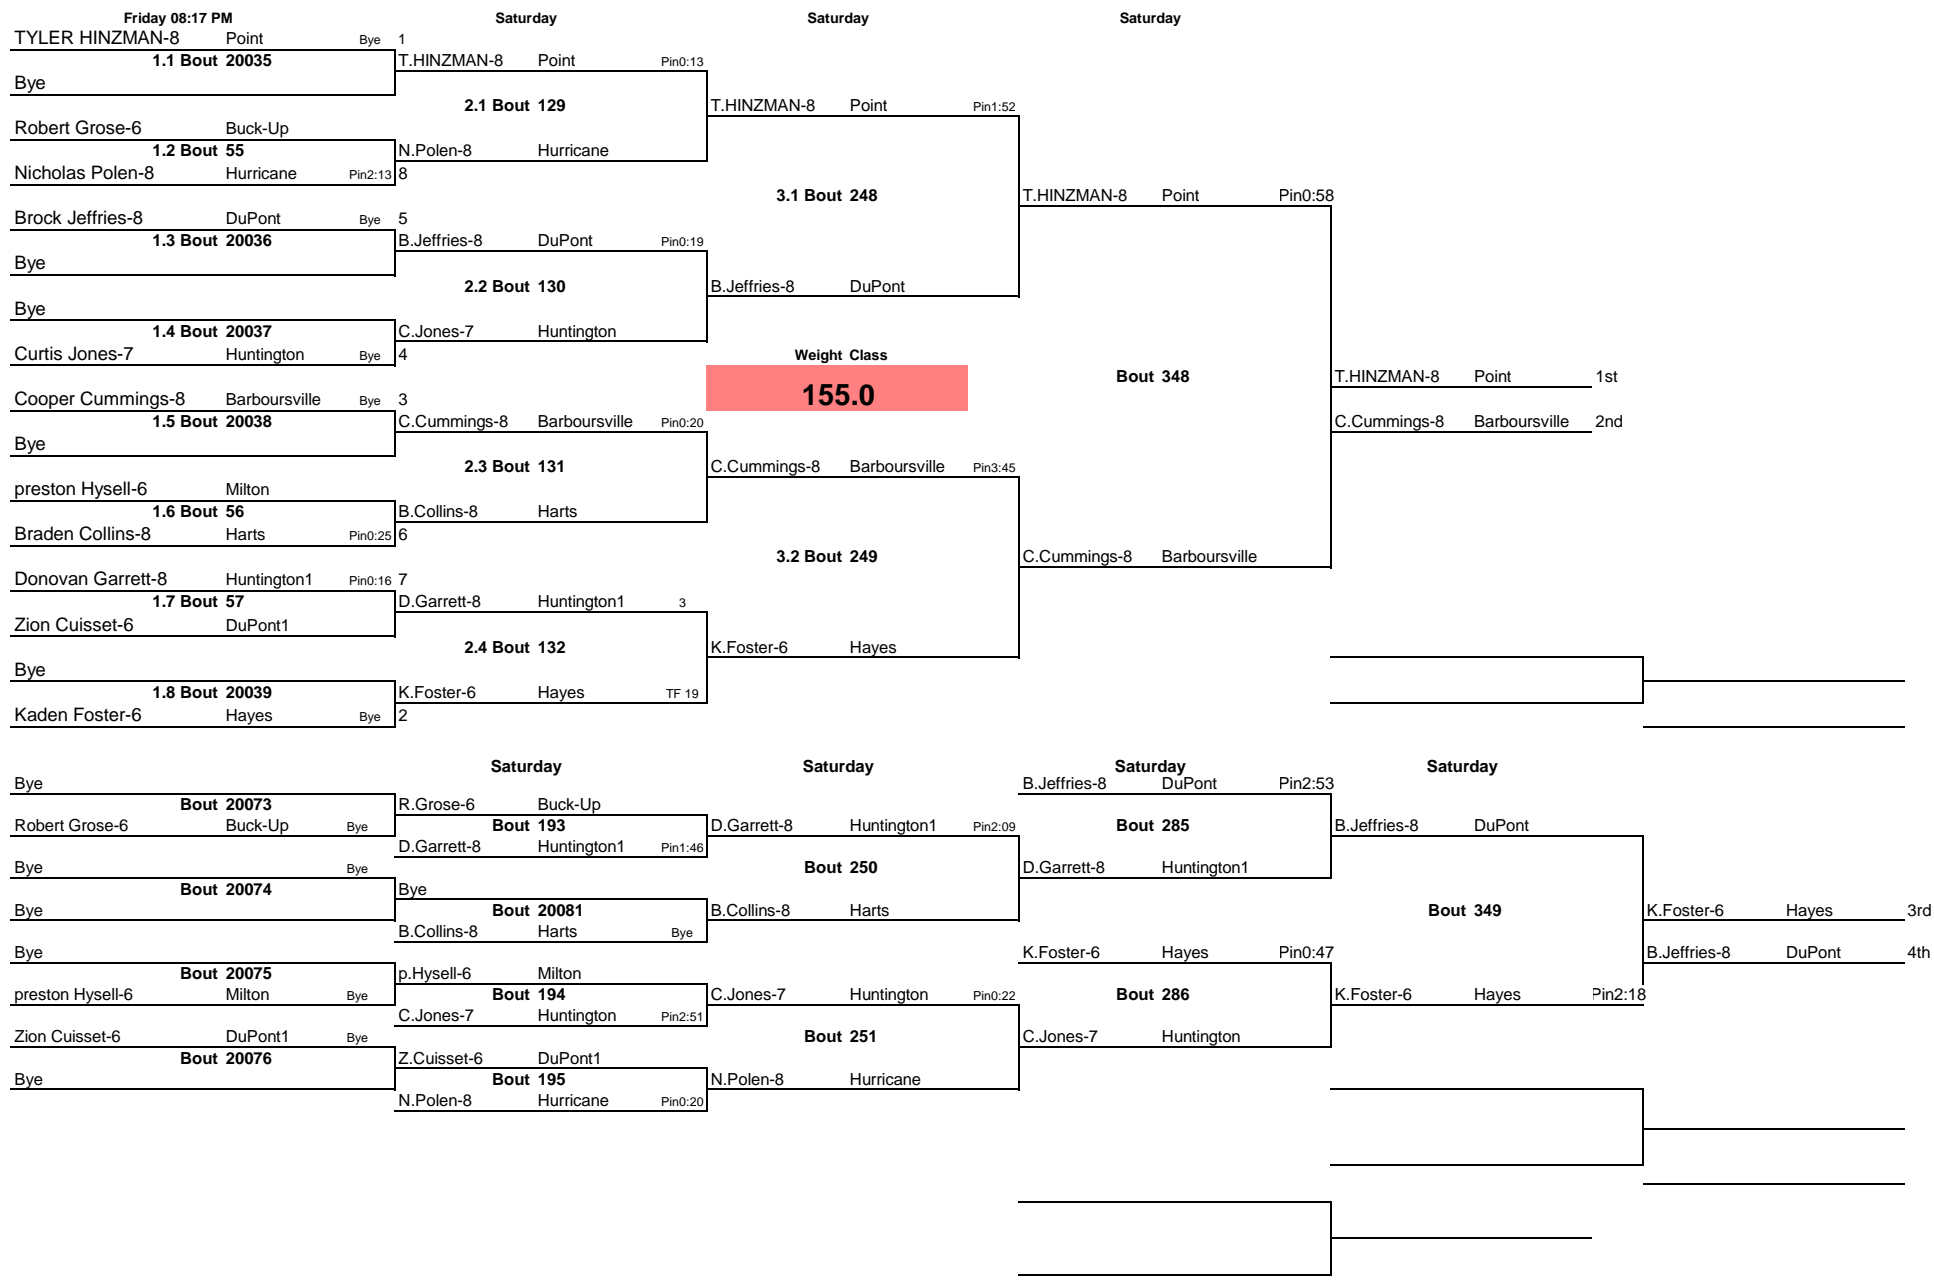 Friday 08:17 PM Saturday Saturday Saturday
TYLER HINZMAN-8 Point Bye 1
1.1 Bout 20035 T.HINZMAN-8 Point Pin0:13
Bye
2.1 Bout 129 T.HINZMAN-8 Point Pin1:52
Robert Grose-6 Buck-Up
1.2 Bout 55 N.Polen-8 Hurricane
Nicholas Polen-8 Hurricane Pin2:13 8
3.1 Bout 248 T.HINZMAN-8 Point Pin0:58
Brock Jeffries-8 DuPont Bye 5
1.3 Bout 20036 B.Jeffries-8 DuPont Pin0:19
Bye
2.2 Bout 130 B.Jeffries-8 DuPont
Bye
1.4 Bout 20037 C.Jones-7 Huntington
Curtis Jones-7 Huntington Bye 4 Weight Class
Bout 348 T.HINZMAN-8 Point 1st
Cooper Cummings-8 Barboursville Bye 3 155.0
1.5 Bout 20038 C.Cummings-8 Barboursville Pin0:20 C.Cummings-8 Barboursville 2nd
Bye
2.3 Bout 131 C.Cummings-8 Barboursville Pin3:45
preston Hysell-6 Milton
1.6 Bout 56 B.Collins-8 Harts
Braden Collins-8 Harts Pin0:25 6
3.2 Bout 249 C.Cummings-8 Barboursville
Donovan Garrett-8 Huntington1 Pin0:16 7
1.7 Bout 57 D.Garrett-8 Huntington1 3
Zion Cuisset-6 DuPont1
2.4 Bout 132 K.Foster-6 Hayes
Bye
1.8 Bout 20039 K.Foster-6 Hayes TF 19
Kaden Foster-6 Hayes Bye 2
Saturday Saturday Saturday Saturday
Bye B.Jeffries-8 DuPont Pin2:53
Bout 20073 R.Grose-6 Buck-Up
Robert Grose-6 Buck-Up Bye Bout 193 D.Garrett-8 Huntington1 Pin2:09 Bout 285 B.Jeffries-8 DuPont
D.Garrett-8 Huntington1 Pin1:46
Bye Bye Bout 250 D.Garrett-8 Huntington1
Bout 20074 Bye
Bye Bout 20081 B.Collins-8 Harts Bout 349 K.Foster-6 Hayes 3rd
B.Collins-8 Harts Bye
Bye K.Foster-6 Hayes Pin0:47 B.Jeffries-8 DuPont 4th
Bout 20075 p.Hysell-6 Milton
preston Hysell-6 Milton Bye Bout 194 C.Jones-7 Huntington Pin0:22 Bout 286 K.Foster-6 Hayes Pin2:18
C.Jones-7 Huntington Pin2:51
Zion Cuisset-6 DuPont1 Bye Bout 251 C.Jones-7 Huntington
Bout 20076 Z.Cuisset-6 DuPont1
Bye Bout 195 N.Polen-8 Hurricane
N.Polen-8 Hurricane Pin0:20